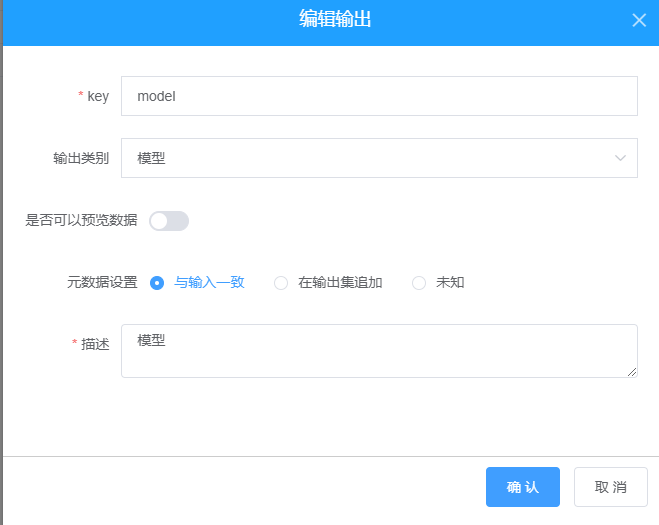 编辑输出
* key model
输出类别 模型
是否可以预览数据
元数据设置 与输入一致 在输出集追加 未知
* 描述 模型
确 认 取 消